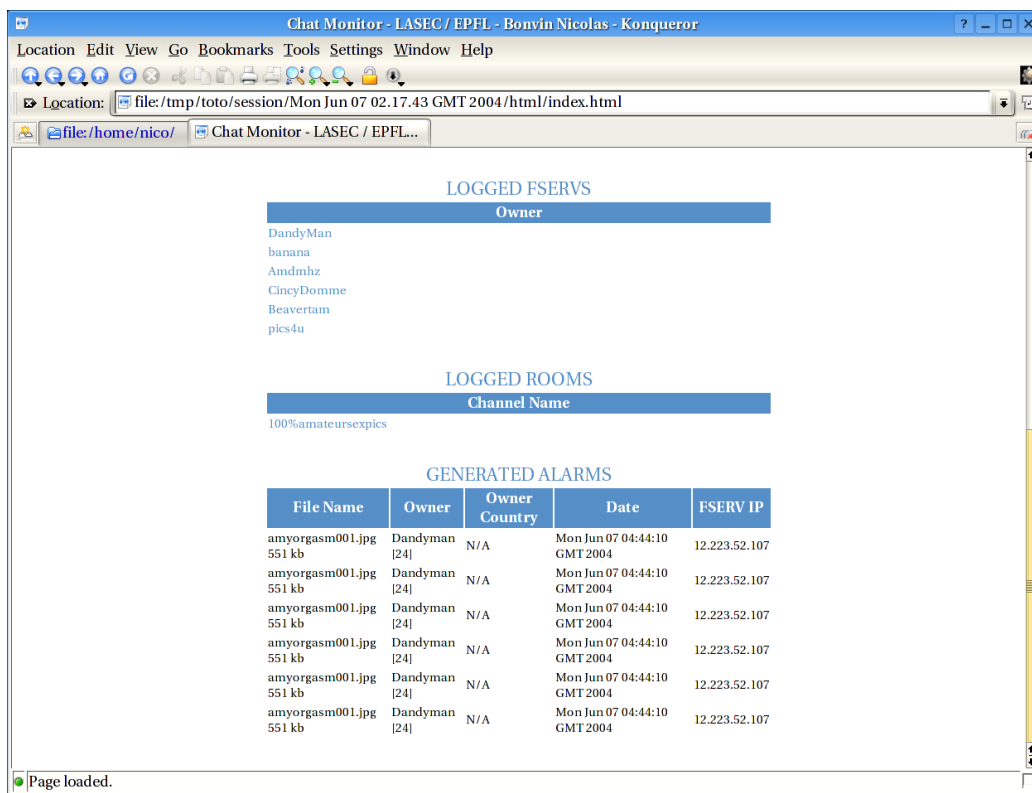 Chat Monitor - LASEC / EPFL - Bonvin Nicolas - Konqueror
Location Edit View Go Bookmarks Tools Settings Window Help
Location: file:/tmp/toto/session/Mon Jun 07 02.17.43 GMT 2004/html/index.html
file:/home/nico/ Chat Monitor - LASEC / EPFL...
LOGGED FSERVS
Owner
DandyMan
banana
Amdmhz
CincyDomme
Beavertam
pics4u
LOGGED ROOMS
Channel Name
100%amateursexpics
GENERATED ALARMS
File Name Owner Owner Country Date FSERV IP
amyorgasm001.jpg Dandyman N/A Mon Jun 07 04:44:10 12.223.52.107
551 kb [24] GMT 2004
amyorgasm001.jpg Dandyman N/A Mon Jun 07 04:44:10 12.223.52.107
551 kb [24] GMT 2004
amyorgasm001.jpg Dandyman N/A Mon Jun 07 04:44:10 12.223.52.107
551 kb [24] GMT 2004
amyorgasm001.jpg Dandyman N/A Mon Jun 07 04:44:10 12.223.52.107
551 kb [24] GMT 2004
amyorgasm001.jpg Dandyman N/A Mon Jun 07 04:44:10 12.223.52.107
551 kb [24] GMT 2004
amyorgasm001.jpg Dandyman N/A Mon Jun 07 04:44:10 12.223.52.107
551 kb [24] GMT 2004
Page loaded.